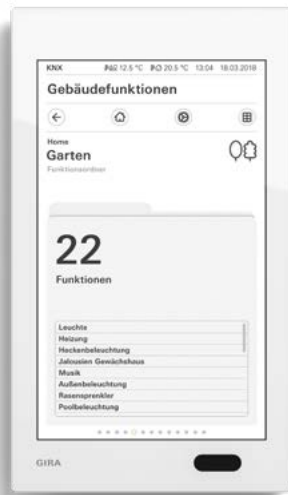 KNX 12.5 °C 20.5 °C 13:04 18.03.2018
Gebäudefunktionen
Home
Garten
Funktionsordner
22
Funktionen
Leuchte
Heizung
Heckenbeleuchtung
Jalousien Gewächshaus
Musik
Außenbeleuchtung
Rasensprenkler
Poolbeleuchtung
GIRA